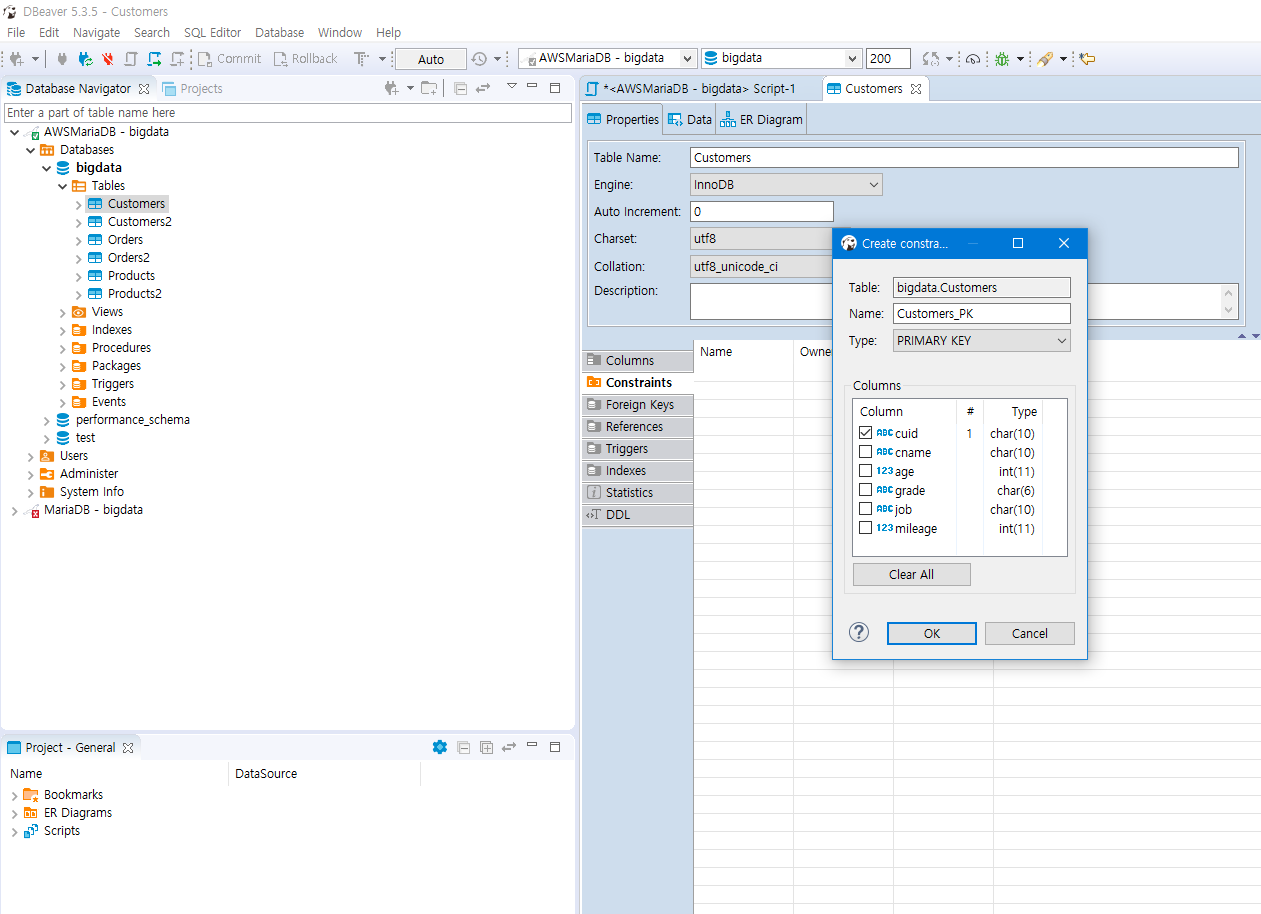 DBeaver 5.3.5 - Customers
File Edit Navigate Search SQL Editor Database Window Help
Commit Rollback Auto AWSMariaDB - bigdata bigdata 200
Database Navigator Projects
Enter a part of table name here
AWSMariaDB - bigdata
Databases
bigdata
Tables
Customers
Customers2
Orders
Orders2
Products
Products2
Views
Indexes
Procedures
Packages
Triggers
Events
performance_schema
test
Users
Administer
System Info
MariaDB - bigdata
Project - General
Name DataSource
Bookmarks
ER Diagrams
Scripts
*<AWSMariaDB - bigdata> Script-1 Customers
Properties Data ER Diagram
Table Name: Customers
Engine: InnoDB
Auto Increment: 0
Charset: utf8
Collation: utf8_unicode_ci
Description:
Columns
Constraints
Foreign Keys
References
Triggers
Indexes
Statistics
DDL
Name Owne
Create constra...
Table: bigdata.Customers
Name: Customers_PK
Type: PRIMARY KEY
Columns
Column # Type
ABC cuid 1 char(10)
ABC cname char(10)
123 age int(11)
ABC grade char(6)
ABC job char(10)
123 mileage int(11)
Clear All
? OK Cancel